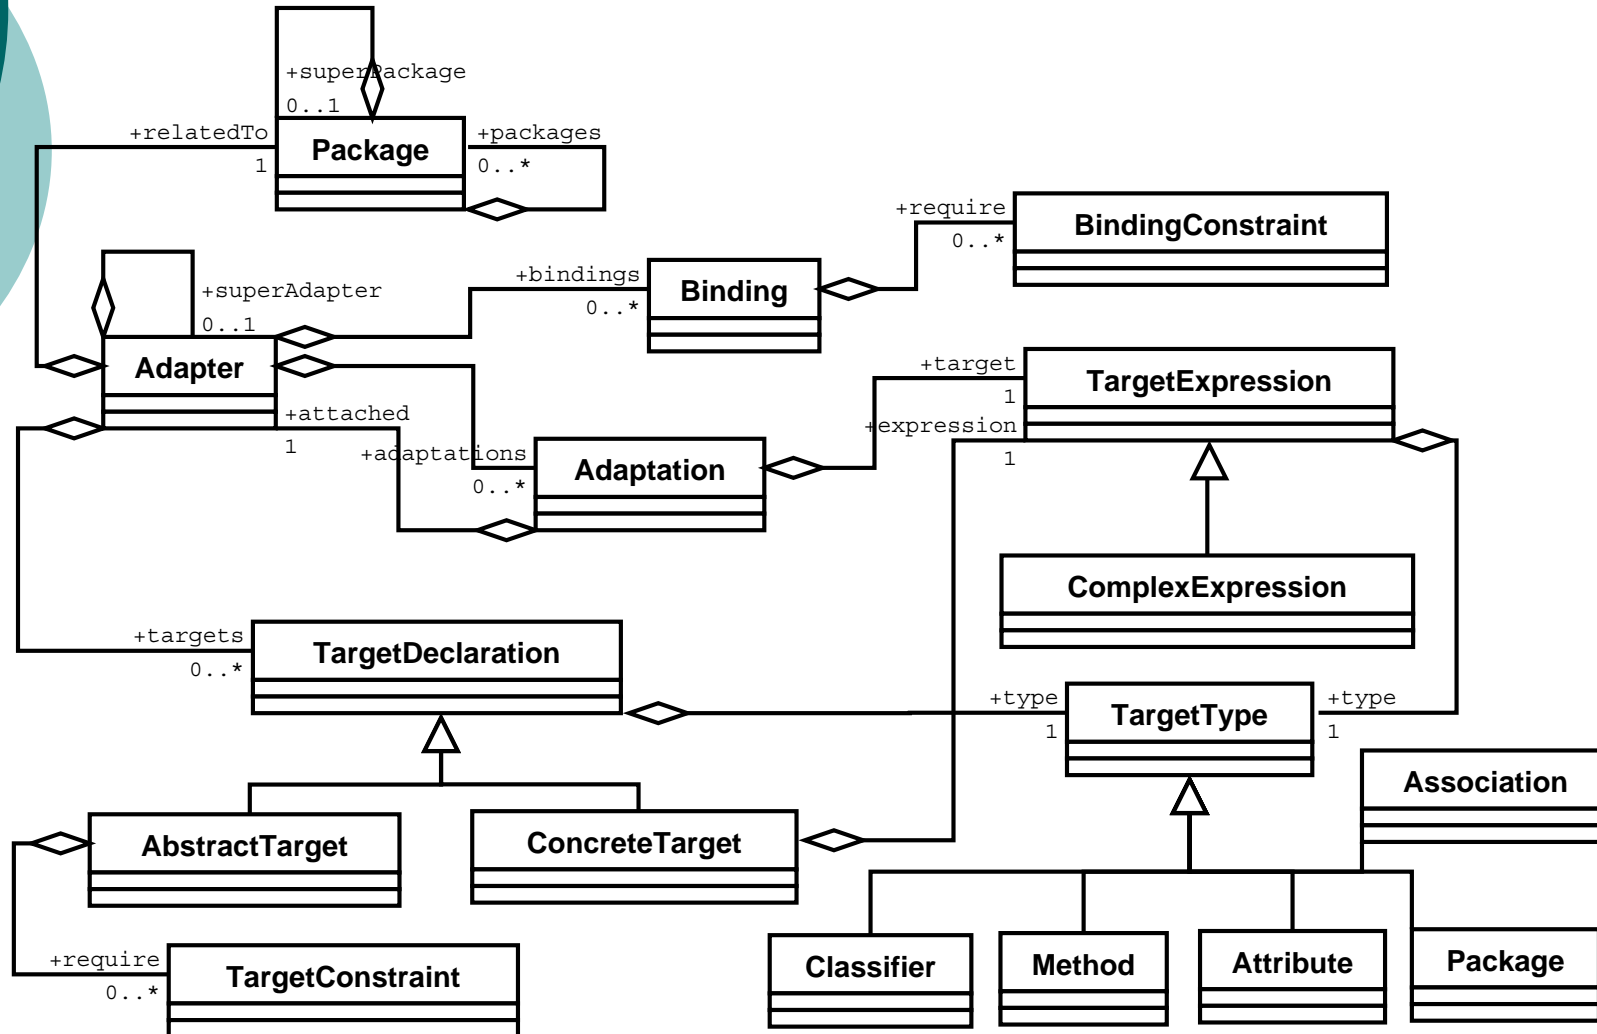 +superPackage
0..1
+relatedTo
1
Package
+packages
0..*
+superAdapter
0..1
Adapter
+bindings
0..*
Binding
+require
0..*
BindingConstraint
+attached
1
+adaptations
0..*
Adaptation
+target
1
+expression
1
TargetExpression
ComplexExpression
+targets
0..*
TargetDeclaration
+type
1
TargetType
+type
1
Association
AbstractTarget
ConcreteTarget
+require
0..*
TargetConstraint
Classifier
Method
Attribute
Package